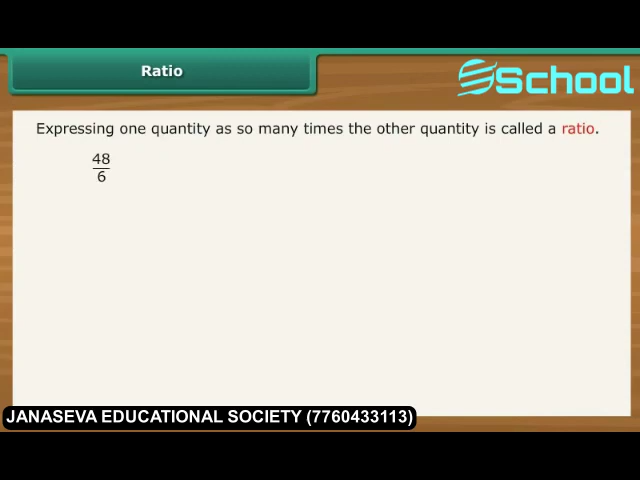 Ratio
School
Expressing one quantity as so many times the other quantity is called a ratio.
48
6
JANASEVA EDUCATIONAL SOCIETY (7760433113)